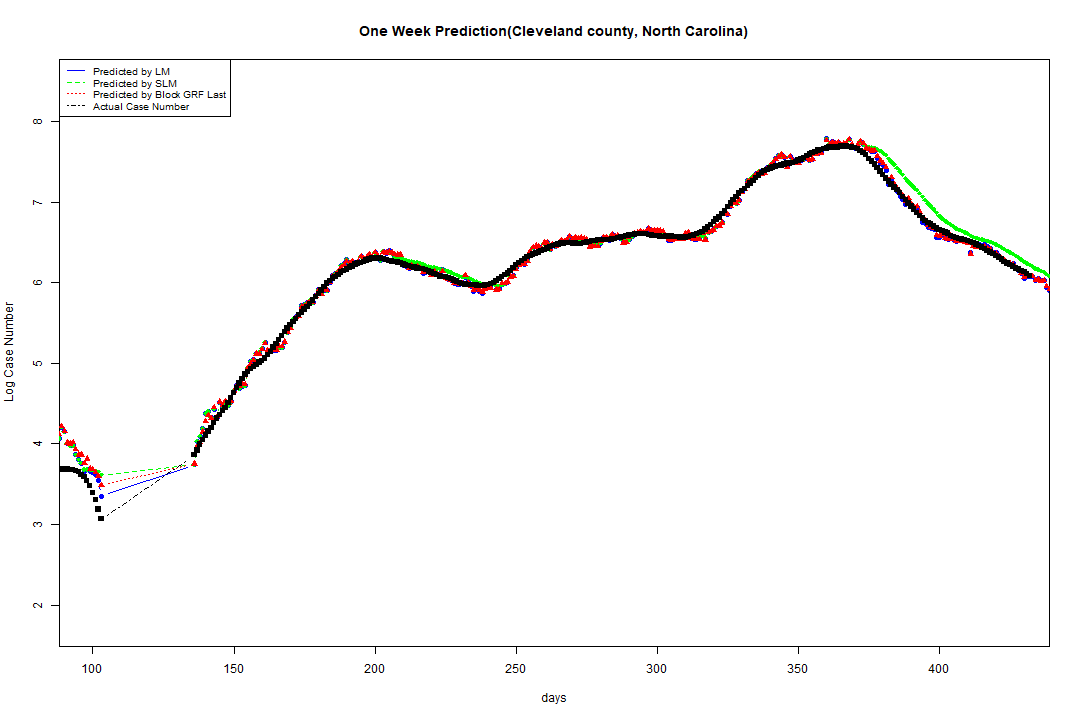 One Week Prediction(Cleveland county, North Carolina)
Predicted by LM
Predicted by SLM
Predicted by Block GRF Last
Actual Case Number
8
7
6
5
4
3
2
Log Case Number
100 150 200 250 300 350 400
days